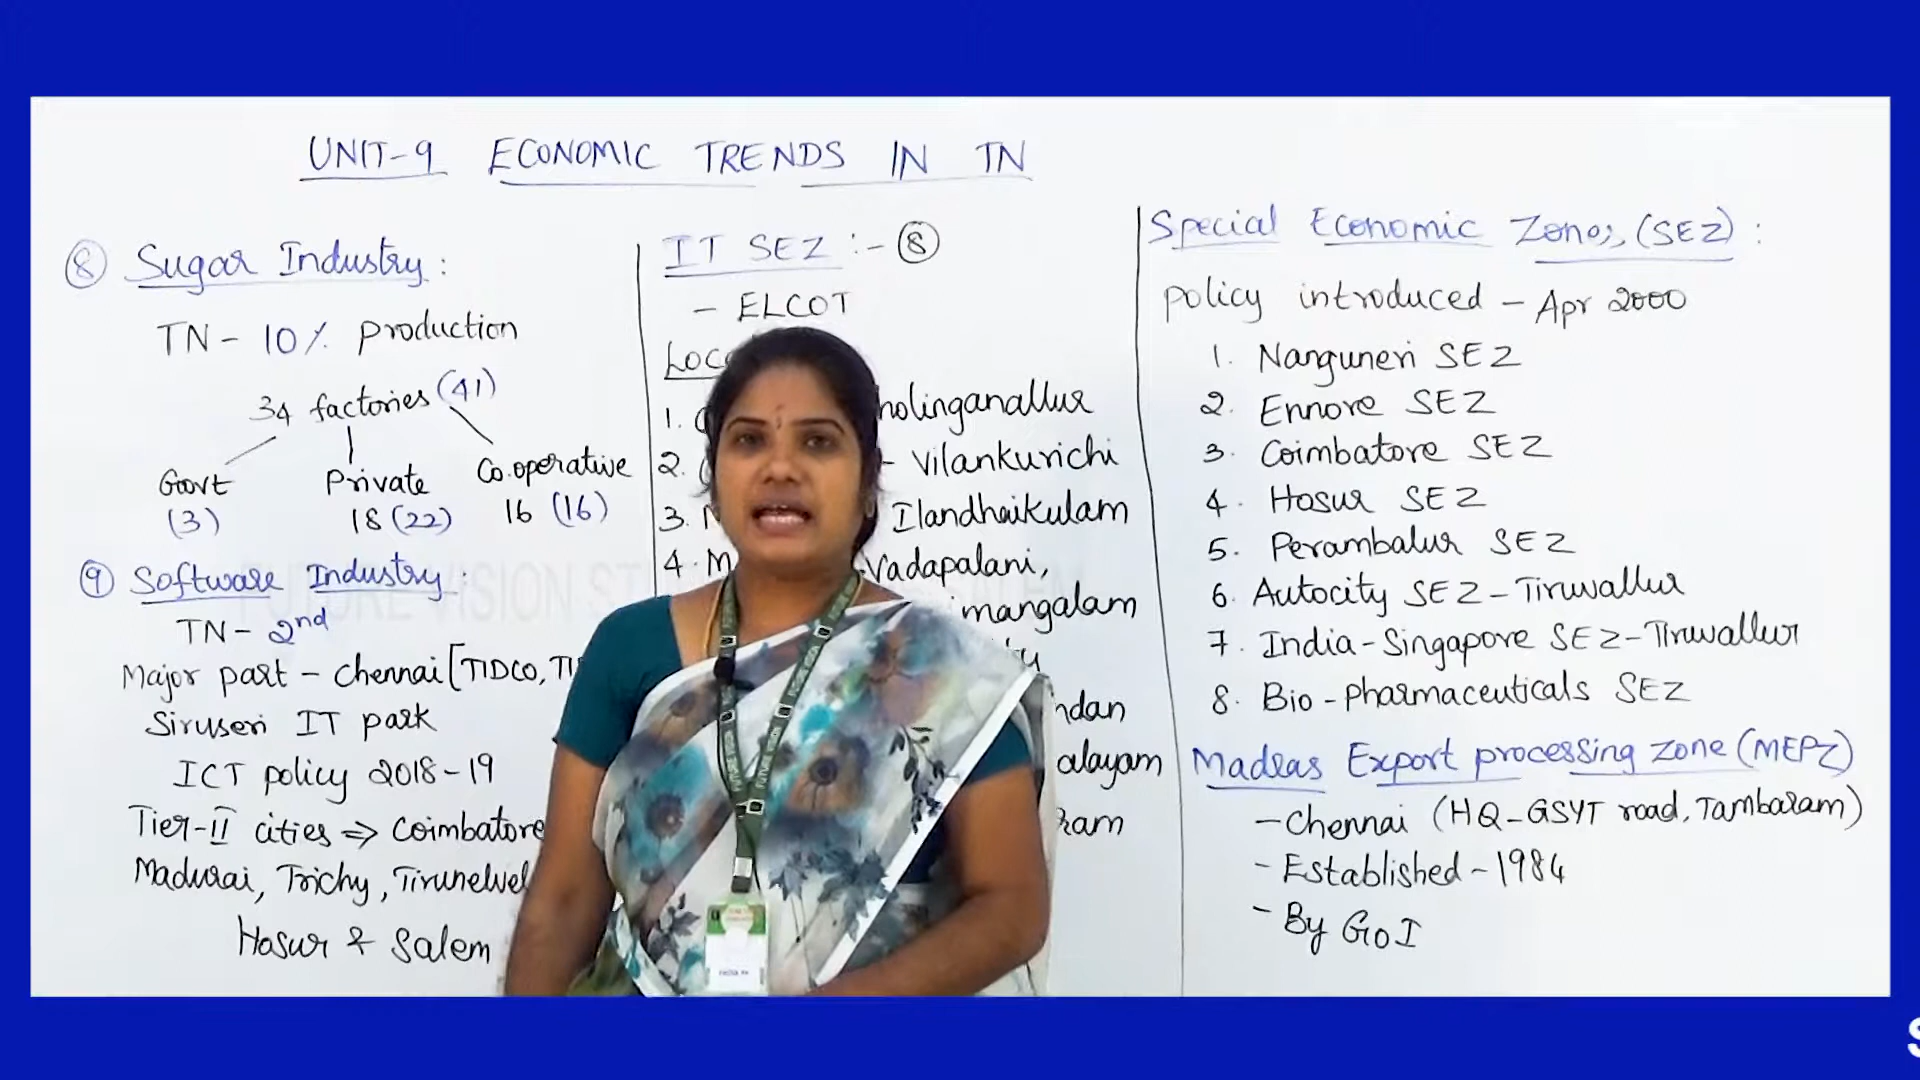 UNIT-9 ECONOMIC TRENDS IN TN
⑧ Sugar Industry:
TN - 10% production
34 factories (41)
Govt Private Co.operative
(3) 18 (22) 16 (16)
⑨ Software Industry:
TN - 2nd
Major part - Chennai [TIDCO,
Siruseri IT park
ICT policy 2018-19
Tier-II cities ⇒ Coimbatore
Madurai, Trichy, Tirunelvel
Hosur & Salem
IT SEZ :- ⑧
- ELCOT
1. holinganallur
2. - Vilankurichi
3. Ilandhaikulam
4. M Vadapalani,
mangalam
ndan
alayam
ram
Special Economic Zones, (SEZ) :
policy introduced - Apr 2000
1. Nanguneri SEZ
2. Ennore SEZ
3. Coimbatore SEZ
4. Hosur SEZ
5. Perambalur SEZ
6. Autocity SEZ - Tiruvallur
7. India - Singapore SEZ - Tiruvallur
8. Bio - Pharmaceuticals SEZ
Madras Export processing Zone (MEPZ)
- Chennai (HQ - GSYT road, Tambaram)
- Established - 1984
- By GoI